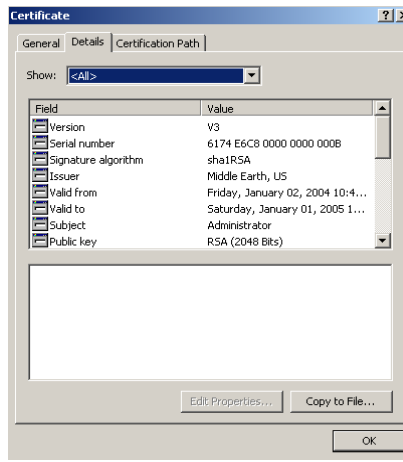 Certificate
General Details Certification Path
Show: <All>
Field Value
Version V3
Serial number 6174 E6C8 0000 0000 000B
Signature algorithm sha1RSA
Issuer Middle Earth, US
Valid from Friday, January 02, 2004 10:4...
Valid to Saturday, January 01, 2005 1...
Subject Administrator
Public key RSA (2048 Bits)
Edit Properties... Copy to File...
OK